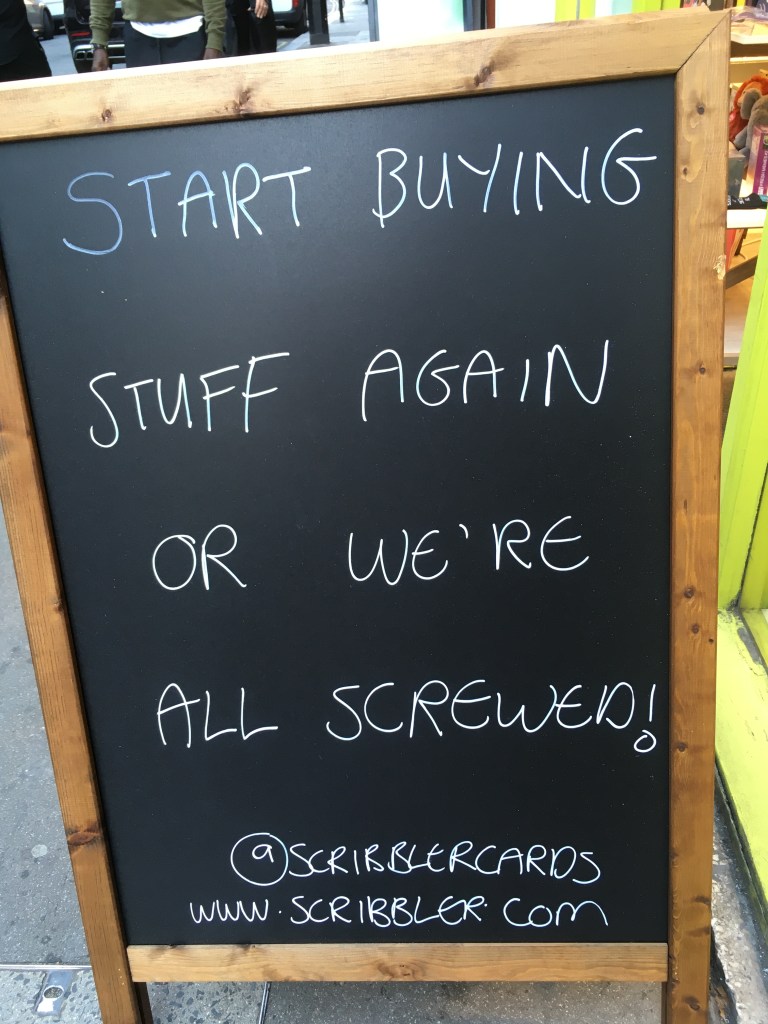 START BUYING
STUFF AGAIN
OR WE'RE
ALL SCREWED!
@SCRIBBLERCARDS
WWW.SCRIBBLER.COM